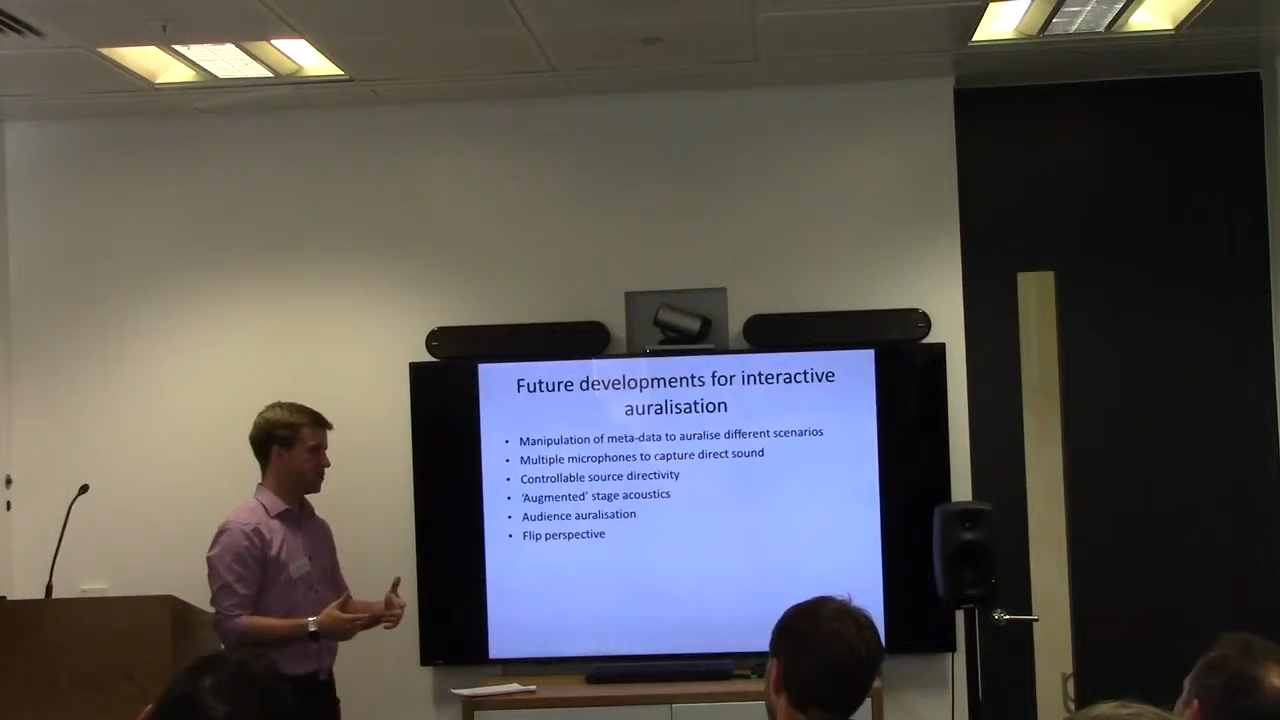 Future developments for interactive
auralisation
• Manipulation of meta-data to auralise different scenarios
• Multiple microphones to capture direct sound
• Controllable source directivity
• ‘Augmented’ stage acoustics
• Audience auralisation
• Flip perspective